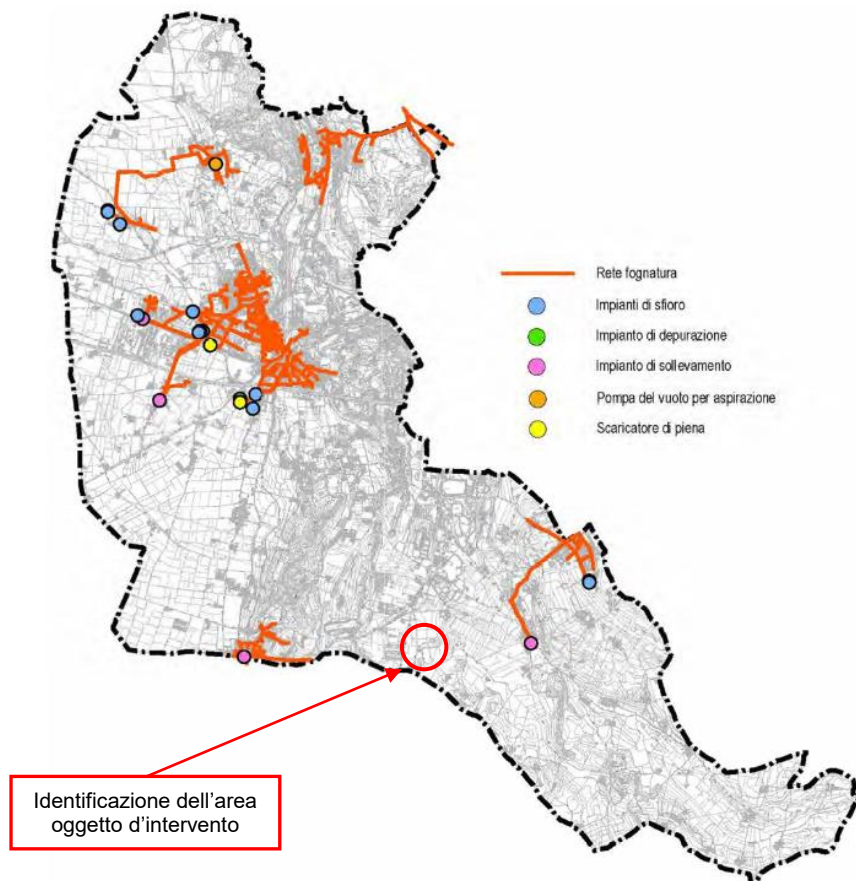 Rete fognatura
Impianti di sfioro
Impianto di depurazione
Impianto di sollevamento
Pompa del vuoto per aspirazione
Scaricatore di piena
Identificazione dell'area
oggetto d'intervento